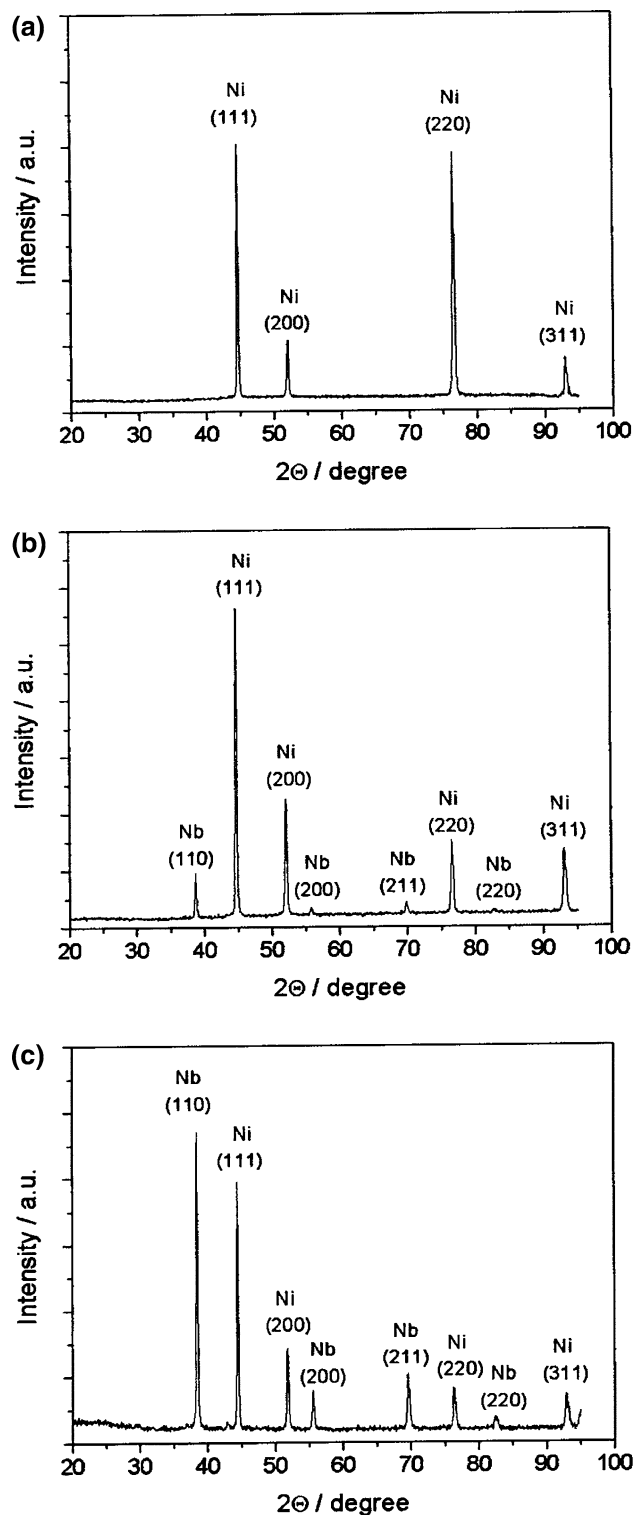 (a)
Ni
(111)
Ni
(220)
Ni
(200)
Ni
(311)
Intensity / a.u.
20 30 40 50 60 70 80 90 100
2Θ / degree
(b)
Ni
(111)
Ni
(200)
Nb
(110)
Nb
(200)
Nb
(211)
Ni
(220)
Nb
(220)
Ni
(311)
Intensity / a.u.
20 30 40 50 60 70 80 90 100
2Θ / degree
(c)
Nb
(110)
Ni
(111)
Ni
(200)
Nb
(200)
Nb
(211)
Ni
(220)
Nb
(220)
Ni
(311)
Intensity / a.u.
20 30 40 50 60 70 80 90 100
2Θ / degree